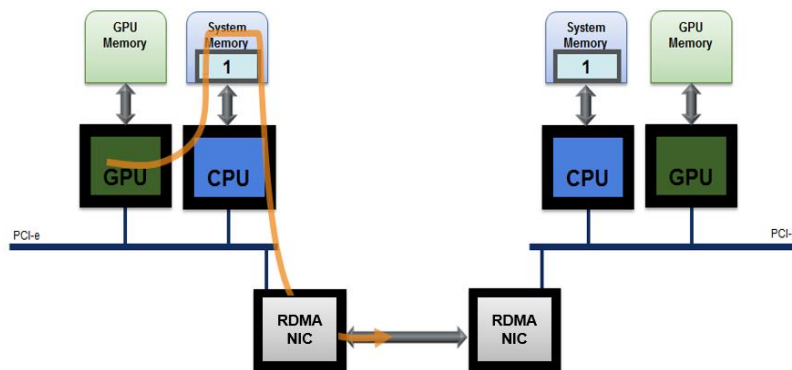 GPU
Memory
System
Memory
1
System
Memory
1
GPU
Memory
GPU
CPU
CPU
GPU
PCI-e
PCI-
RDMA
NIC
RDMA
NIC